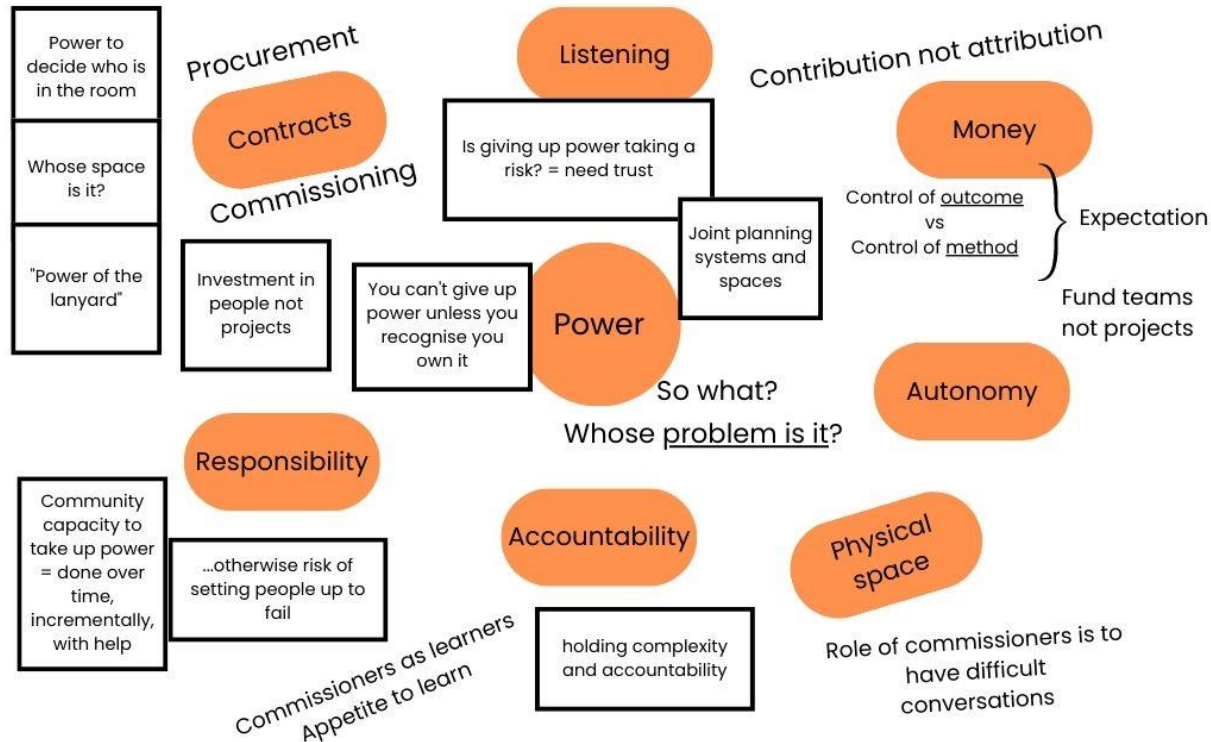 Power to
decide who is
in the room
Whose space
is it?
"Power of the
lanyard"
Procurement
Contracts
Commissioning
Investment in
people not
projects
Listening
Is giving up power taking a
risk? = need trust
Joint planning
systems and
spaces
You can't give up
power unless you
recognise you
own it
Power
So what?
Whose problem is it?
Contribution not attribution
Money
Control of outcome
vs
Control of method
Expectation
Fund teams
not projects
Autonomy
Responsibility
Community
capacity to
take up power
= done over
time,
incrementally,
with help
...otherwise risk of
setting people up to
fail
Commissioners as learners
Appetite to learn
Accountability
holding complexity
and accountability
Physical
space
Role of commissioners is to
have difficult
conversations